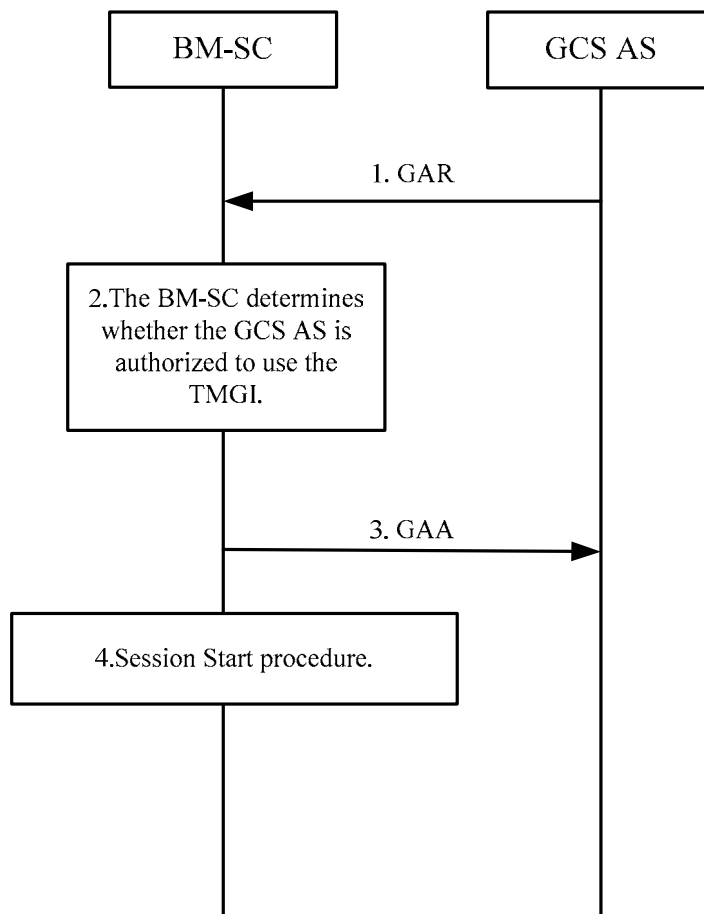 BM-SC
GCS AS
1. GAR
2.The BM-SC determines
whether the GCS AS is
authorized to use the
TMGI.
3. GAA
4.Session Start procedure.